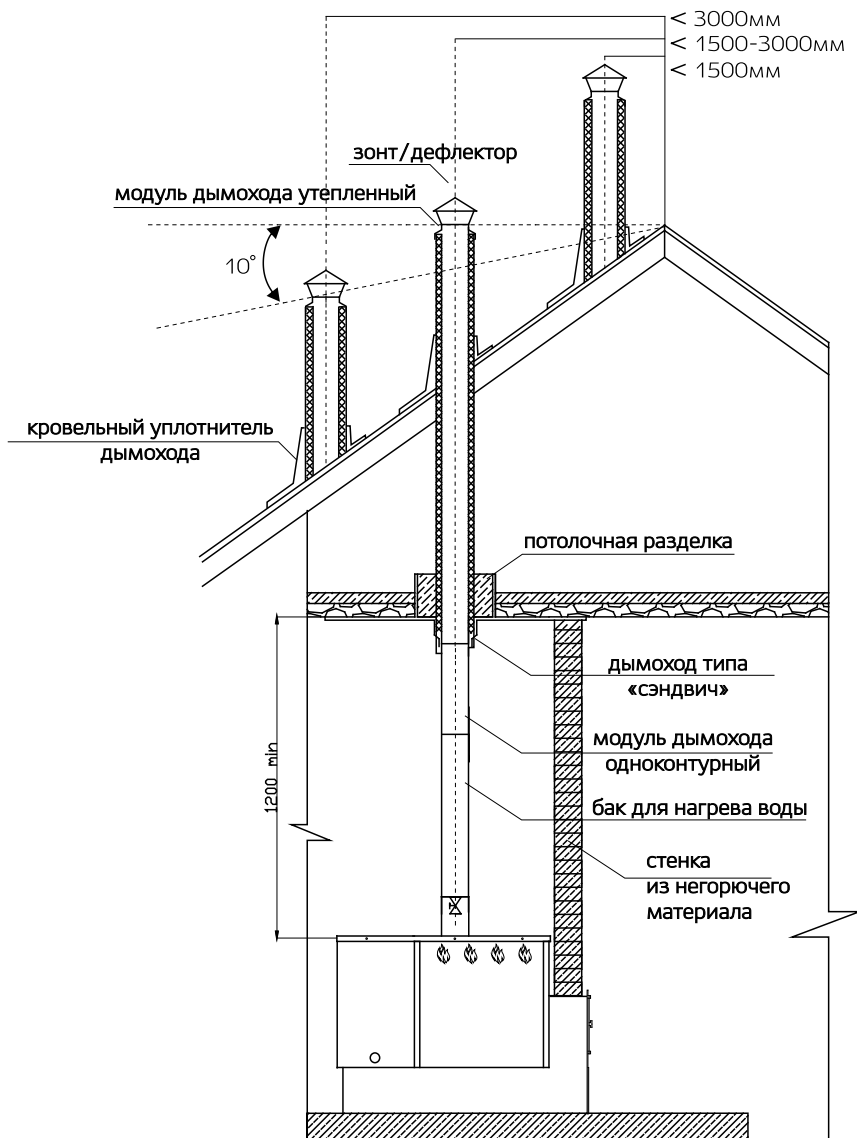 < 3000мм
< 1500-3000мм
< 1500мм
зонт/дефлектор
модуль дымохода утепленный
10°
кровельный уплотнитель
дымохода
потолочная разделка
дымоход типа
«сэндвич»
модуль дымохода
одноконтурный
1200 min
бак для нагрева воды
стенка
из негорючего
материала